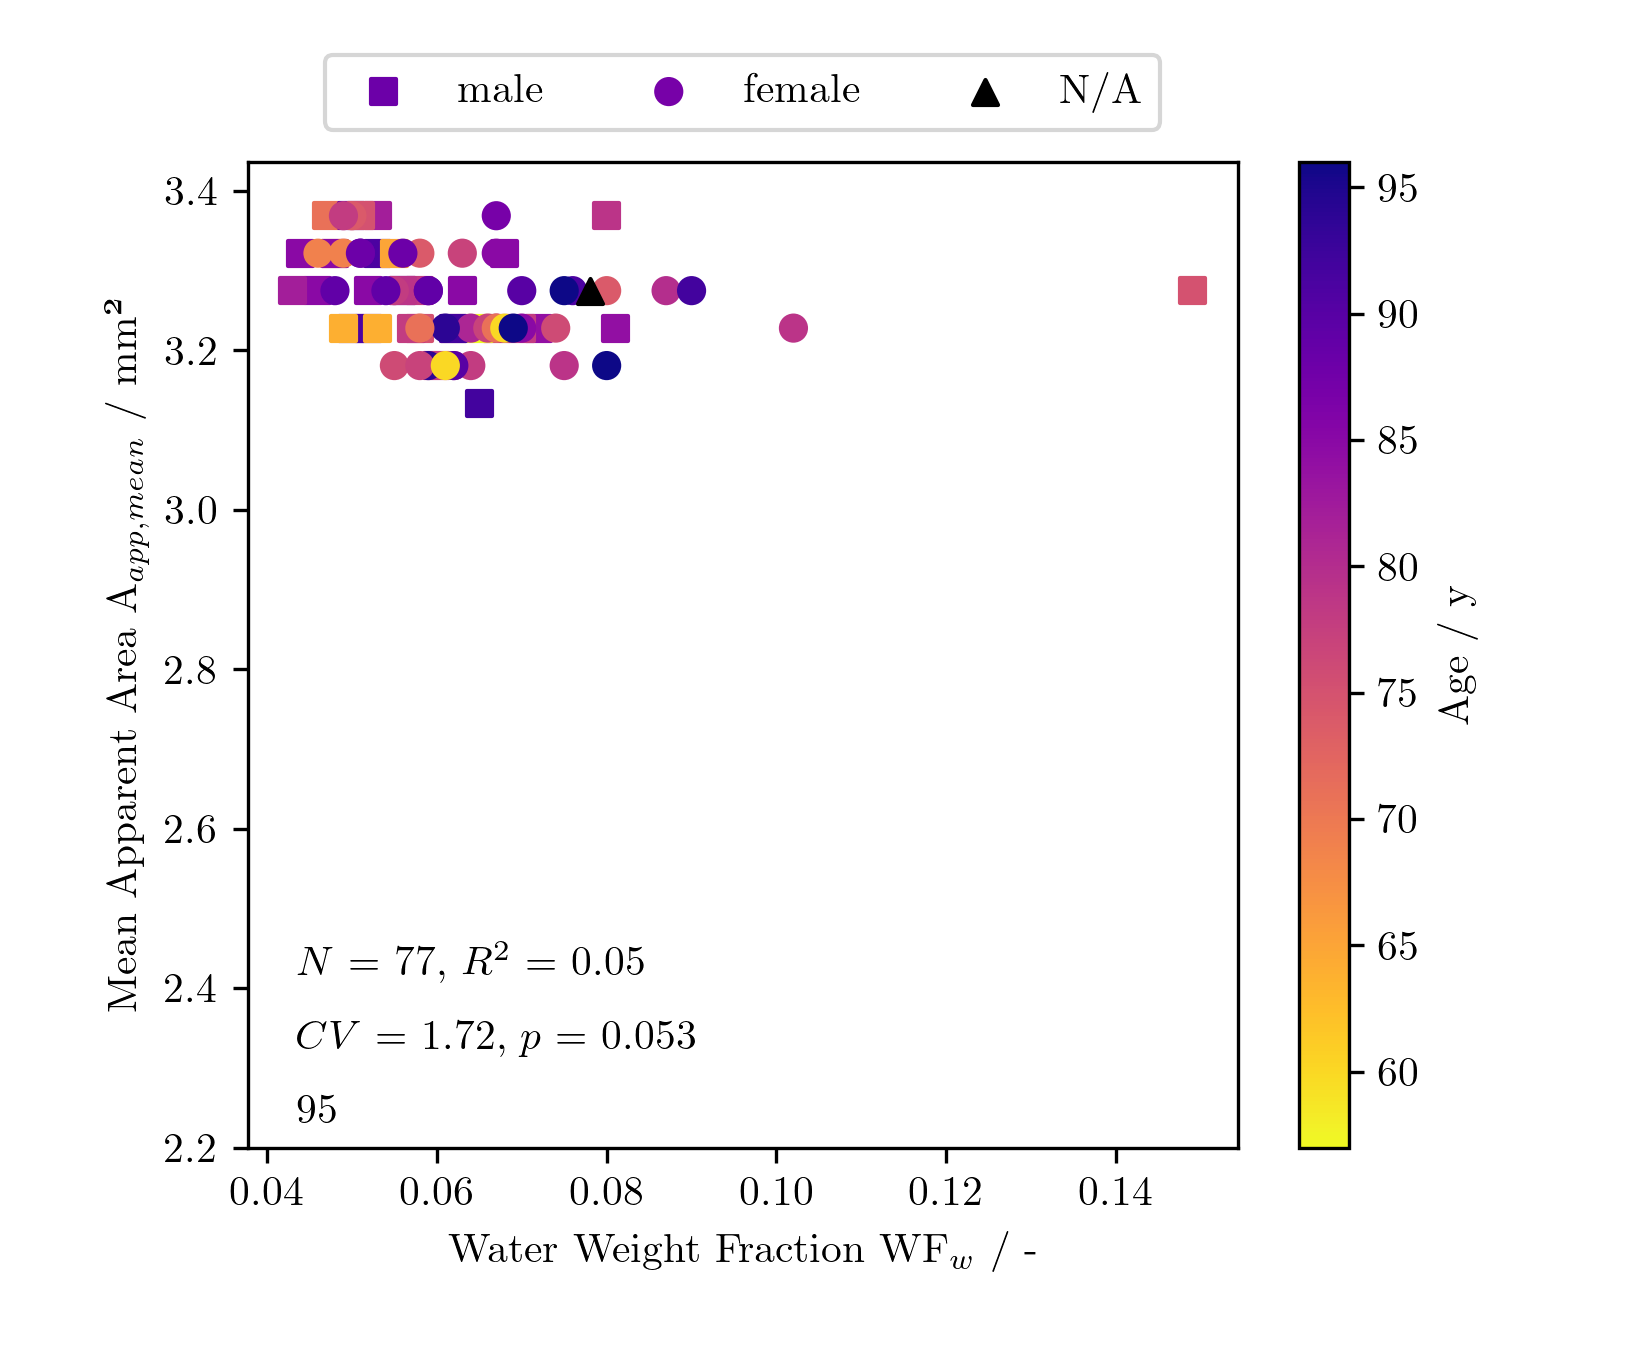 male female N/A
3.4
3.2
3.0
2.8
2.6
2.4
2.2
Mean Apparent Area A_{app,mean} / mm²
N = 77, R² = 0.05
CV = 1.72, p = 0.053
95
0.04 0.06 0.08 0.10 0.12 0.14
Water Weight Fraction WF_w / -
95
90
85
80
75
70
65
60
Age / y